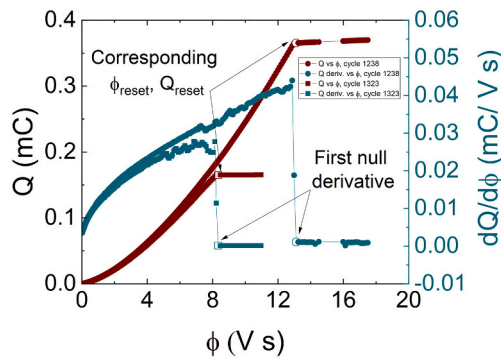 0.4
0.3
0.2
0.1
0.0
Q (mC)
0.06
0.05
0.04
0.03
0.02
0.01
0.00
-0.01
dQ/dϕ (mC/ V s)
Corresponding
ϕreset, Qreset
Q vs ϕ, cycle 1238
Q deriv. vs ϕ, cycle 1238
Q vs ϕ, cycle 1323
Q deriv. vs ϕ, cycle 1323
First null
derivative
0 4 8 12 16 20
ϕ (V s)